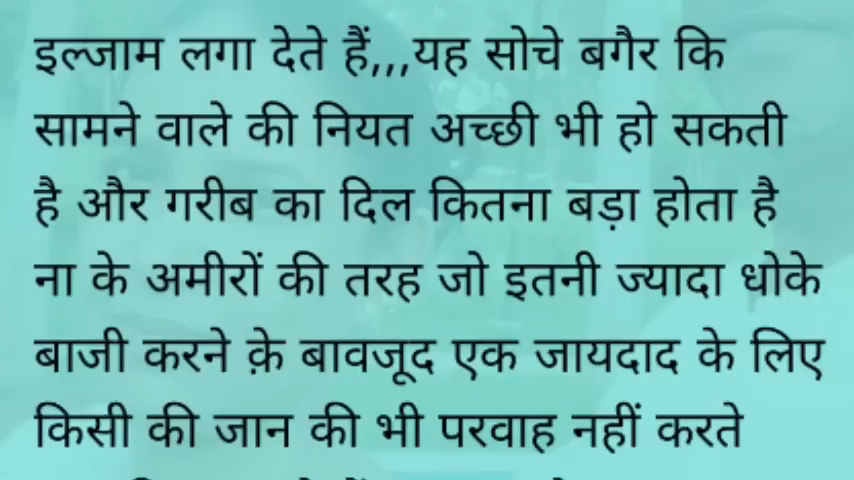 इल्जाम लगा देते हैं,,,यह सोचे बगैर कि
सामने वाले की नियत अच्छी भी हो सकती
है और गरीब का दिल कितना बड़ा होता है
ना के अमीरों की तरह जो इतनी ज्यादा धोके
बाजी करने क़े बावजूद एक जायदाद के लिए
किसी की जान की भी परवाह नहीं करते